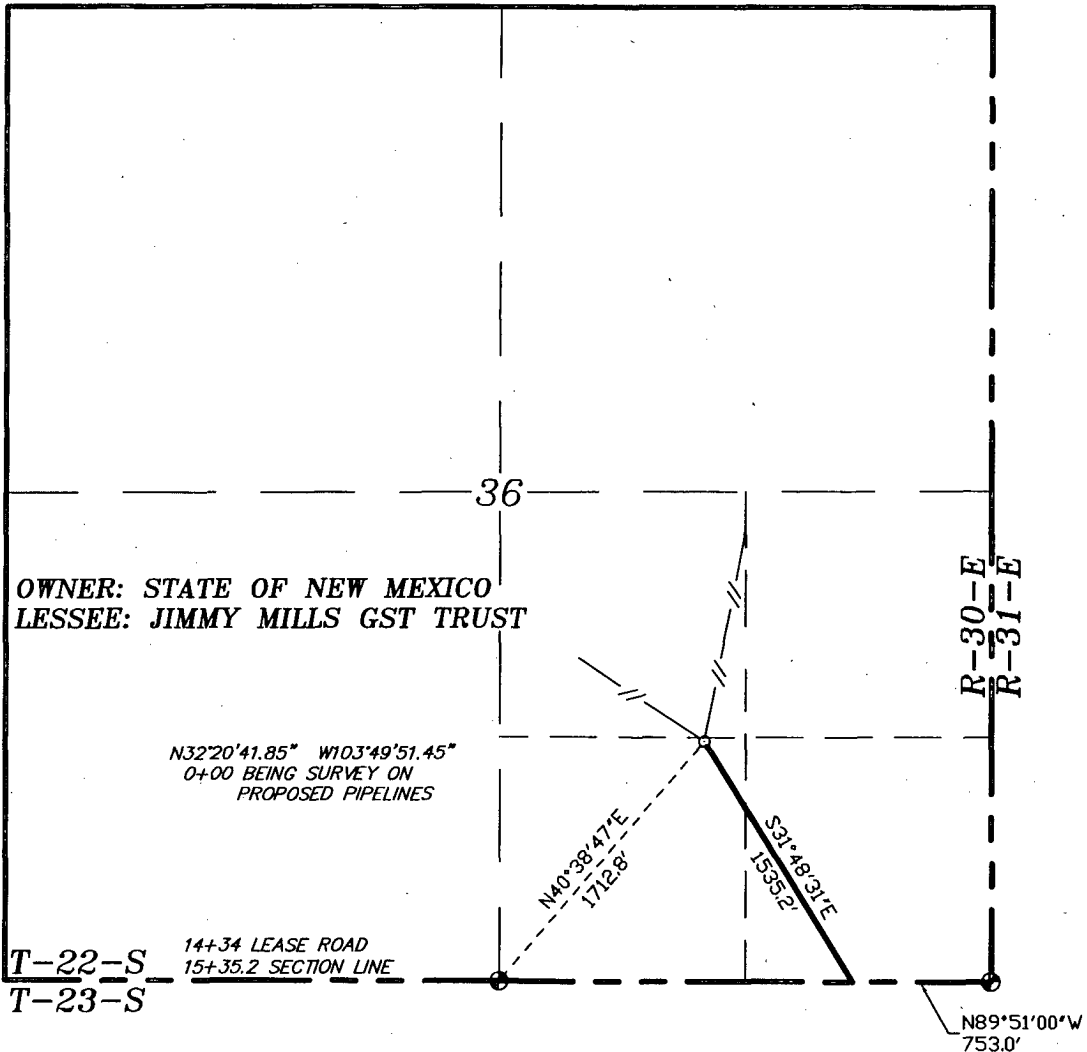 36
OWNER: STATE OF NEW MEXICO
LESSEE: JIMMY MILLS GST TRUST
R-30-E
R-31-E
N32°20'41.85" W103°49'51.45"
0+00 BEING SURVEY ON
PROPOSED PIPELINES
N40°38'47"E
1712.8'
S31°48'31"E
1535.2'
T-22-S
T-23-S
14+34 LEASE ROAD
15+35.2 SECTION LINE
N89°51'00"W
753.0'